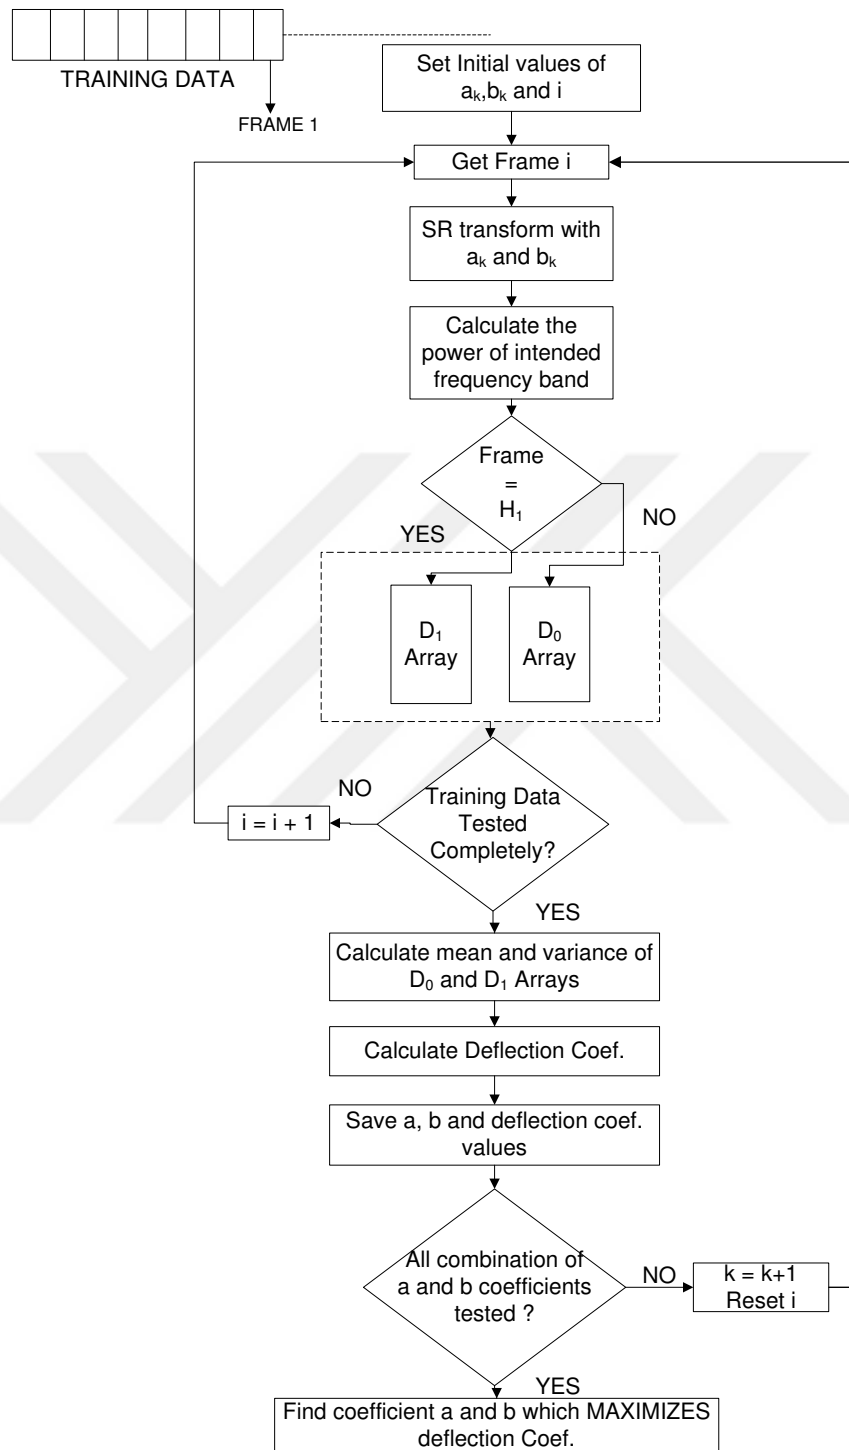 TRAINING DATA
FRAME 1
Set Initial values of
aₖ,bₖ and i
Get Frame i
SR transform with
aₖ and bₖ
Calculate the
power of intended
frequency band
Frame
=
H₁
YES
NO
D₁
Array
D₀
Array
Training Data
Tested
Completely?
NO
i = i + 1
YES
Calculate mean and variance of
D₀ and D₁ Arrays
Calculate Deflection Coef.
Save a, b and deflection coef.
values
All combination of
a and b coefficients
tested ?
NO
k = k+1
Reset i
YES
Find coefficient a and b which MAXIMIZES
deflection Coef.